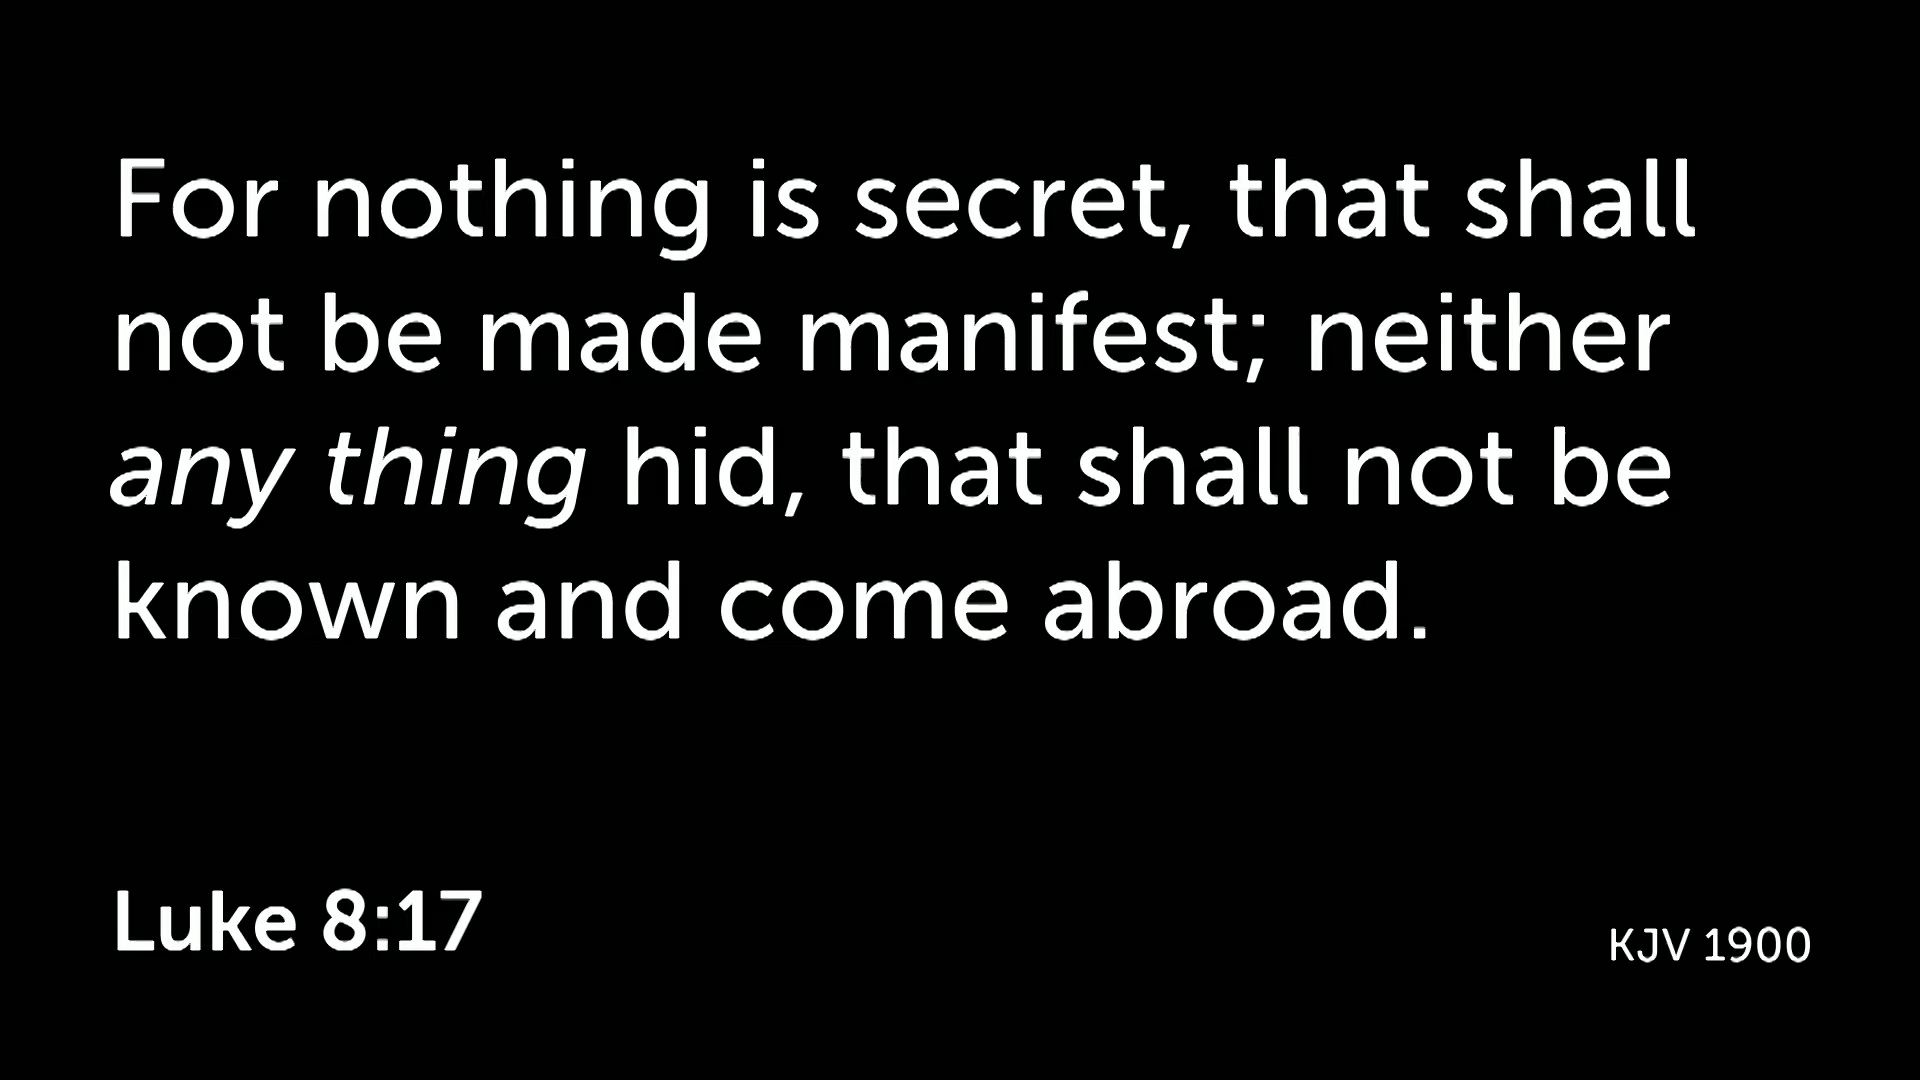 For nothing is secret, that shall
not be made manifest; neither
any thing hid, that shall not be
known and come abroad.
Luke 8:17
KJV 1900